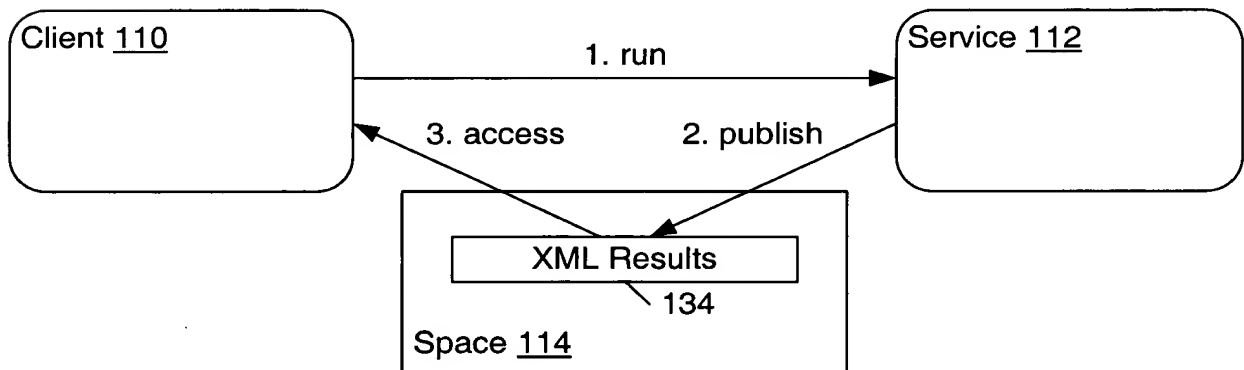 Client 110
Service 112
1. run
3. access
2. publish
XML Results
134
Space 114